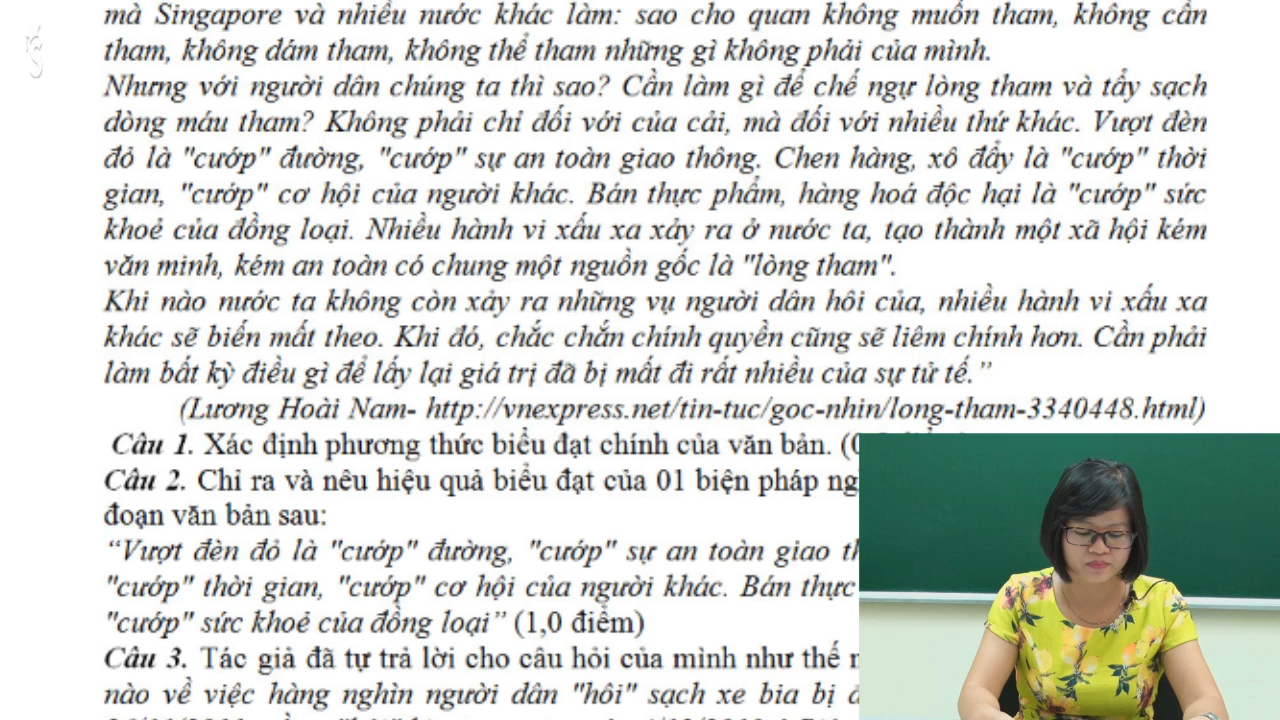 mà Singapore và nhiều nước khác làm: sao cho quan không muốn tham, không cần
tham, không dám tham, không thể tham những gì không phải của mình.
Nhưng với người dân chúng ta thì sao? Cần làm gì để chế ngự lòng tham và tẩy sạch
dòng máu tham? Không phải chỉ đối với của cải, mà đối với nhiều thứ khác. Vượt đèn
đỏ là "cướp" đường, "cướp" sự an toàn giao thông. Chen hàng, xô đẩy là "cướp" thời
gian, "cướp" cơ hội của người khác. Bán thực phẩm, hàng hoá độc hại là "cướp" sức
khoẻ của đồng loại. Nhiều hành vi xấu xa xảy ra ở nước ta, tạo thành một xã hội kém
văn minh, kém an toàn có chung một nguồn gốc là "lòng tham".
Khi nào nước ta không còn xảy ra những vụ người dân hôi của, nhiều hành vi xấu xa
khác sẽ biến mất theo. Khi đó, chắc chắn chính quyền cũng sẽ liêm chính hơn. Cần phải
làm bất kỳ điều gì để lấy lại giá trị đã bị mất đi rất nhiều của sự tử tế.”
(Lương Hoài Nam- http://vnexpress.net/tin-tuc/goc-nhin/long-tham-3340448.html)
Câu 1. Xác định phương thức biểu đạt chính của văn bản.
Câu 2. Chỉ ra và nêu hiệu quả biểu đạt của 01 biện pháp
đoạn văn bản sau:
“Vượt đèn đỏ là "cướp" đường, "cướp" sự an toàn giao
"cướp" thời gian, "cướp" cơ hội của người khác. Bán thực
"cướp" sức khoẻ của đồng loại” (1,0 điểm)
Câu 3. Tác giả đã tự trả lời cho câu hỏi của mình như thế
nào về việc hàng nghìn người dân "hôi" sạch xe bia bị